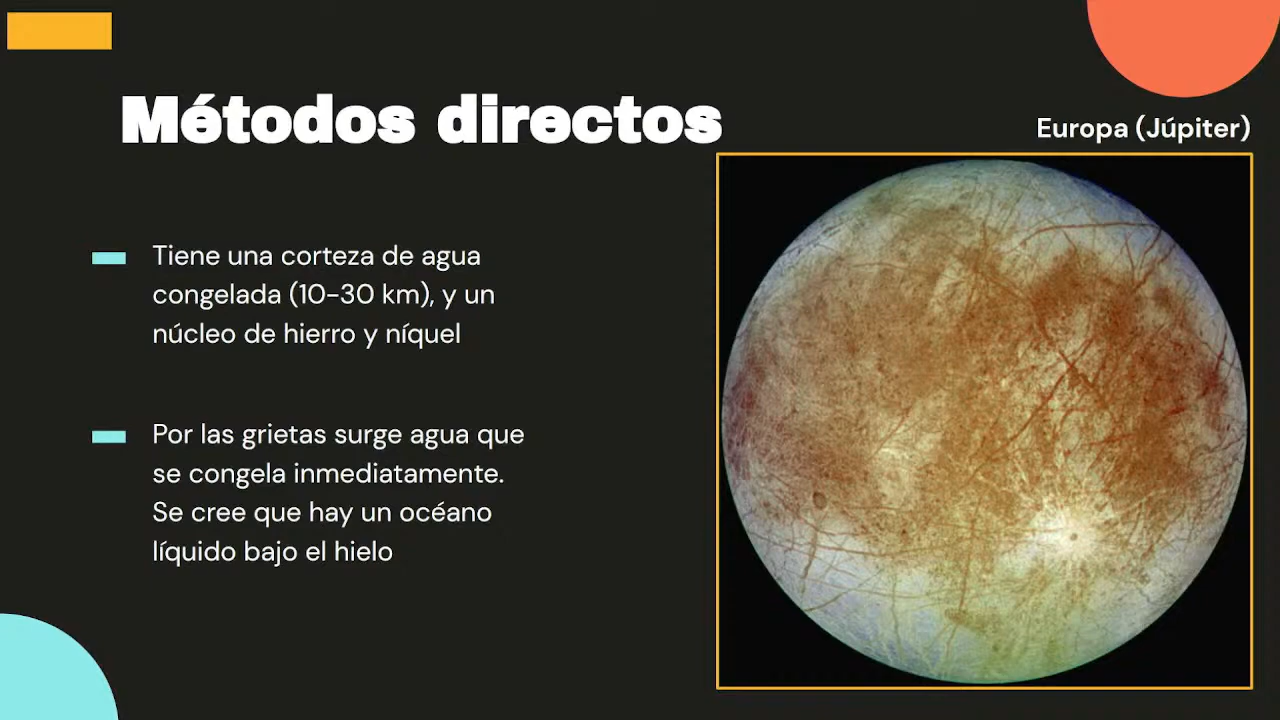 Métodos directos
Europa (Júpiter)
Tiene una corteza de agua
congelada (10-30 km), y un
núcleo de hierro y níquel
Por las grietas surge agua que
se congela inmediatamente.
Se cree que hay un océano
líquido bajo el hielo